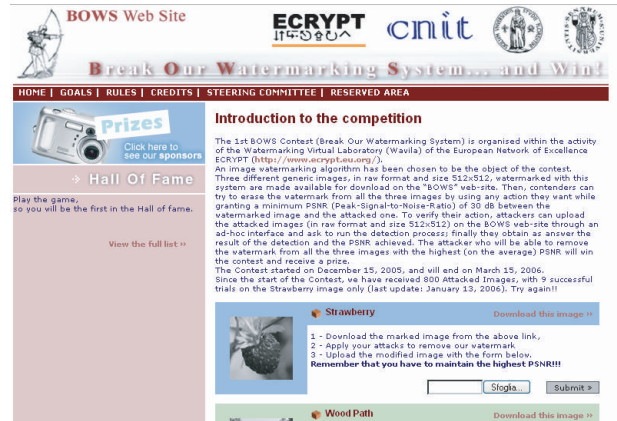 BOWS Web Site
ECRYPT
cnit
Break Our Watermarking System... and Win!
HOME | GOALS | RULES | CREDITS | STEERING COMMITTEE | RESERVED AREA
Prizes
Click here to
see our sponsors
Hall Of Fame
Play the game,
so you will be the first in the Hall of fame.
View the full list »
Introduction to the competition
The 1st BOWS Contest (Break Our Watermarking System) is organised within the activity
of the Watermarking Virtual Laboratory (Wavila) of the European Network of Excellence
ECRYPT (http://www.ecrypt.eu.org/).
An image watermarking algorithm has been chosen to be the object of the contest.
Three different generic images, in raw format and size 512x512, watermarked with this
system are made available for download on the "BOWS" web-site. Then, contenders can
try to erase the watermark from all the three images by using any action they want while
granting a minimum PSNR (Peak-Signal-to-Noise-Ratio) of 30 dB between the
watermarked image and the attacked one. To verify their action, attackers can upload
the attacked images (in raw format and size 512x512) on the BOWS web-site through an
ad-hoc interface and ask to run the detection process; finally they obtain as answer the
result of the detection and the PSNR achieved. The attacker who will be able to remove
the watermark from all the three images with the highest (on the average) PSNR will win
the contest and receive a prize.
The Contest started on December 15, 2005, and vill end on March 15, 2006.
Since the start of the Contest, we have received 800 Attacked Images, with 9 successful
trials on the Strawberry image only (last update: January 13, 2006). Try again!!
Strawberry
Download this image »
1 - Download the marked image from the above link,
2 - Apply your attacks to remove our watermark
3 - Upload the modified image with the form below.
Remember that you have to maintain the highest PSNR!!!
Sfoglia...
Submit »
Wood Path
Download this image »